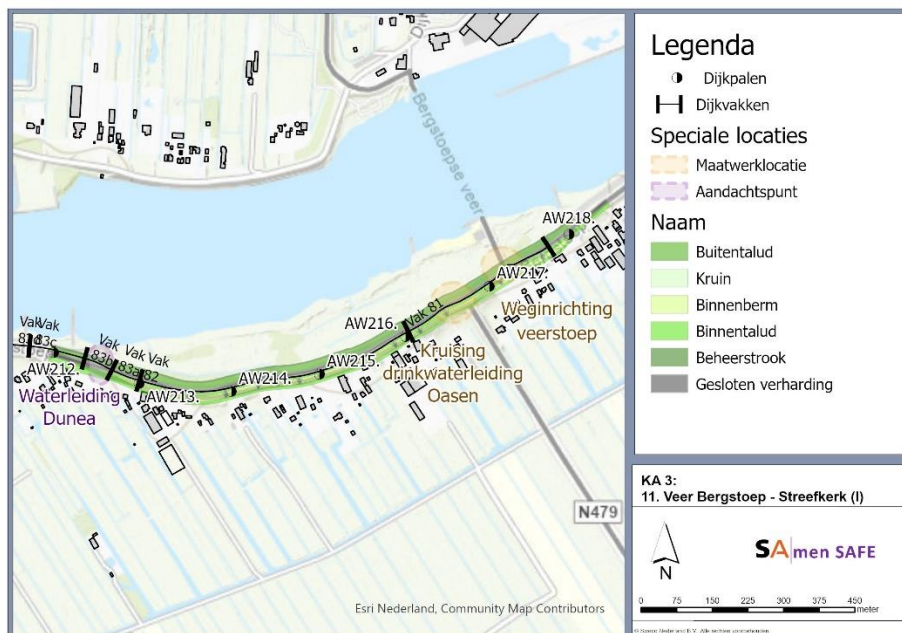 Bergstoepse veer
AW218.
AW217.
Weginrichting
veerstoep
AW216.
Vak 81
Kruising
drinkwaterleiding
Oasen
AW215.
AW214.
AW213.
AW212.
Vak
Vak
83c
Vak
83b
Vak
83a
Vak
82
Waterleiding
Dunea
N479
Esri Nederland, Community Map Contributors
Legenda
Dijkpalen
Dijkvakken
Speciale locaties
Maatwerklocatie
Aandachtspunt
Naam
Buitentalud
Kruin
Binnenberm
Binnentalud
Beheerstrook
Gesloten verharding
KA 3:
11. Veer Bergstoep - Streefkerk (I)
N
SAmen SAFE
0 75 150 225 300 375 450
meter